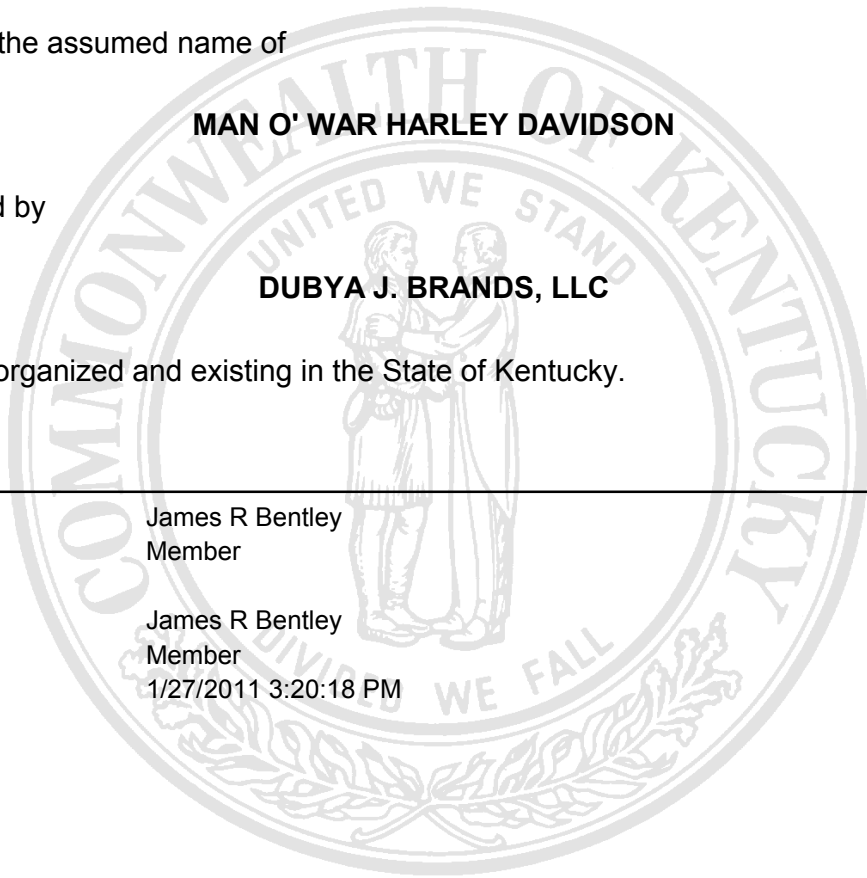 the assumed name of
MAN O' WAR HARLEY DAVIDSON
d by
DUBYA J. BRANDS, LLC
organized and existing in the State of Kentucky.
James R Bentley
Member
James R Bentley
Member
1/27/2011 3:20:18 PM
COMMONWEALTH OF KENTUCKY
UNITED WE STAND
DIVIDED WE FALL